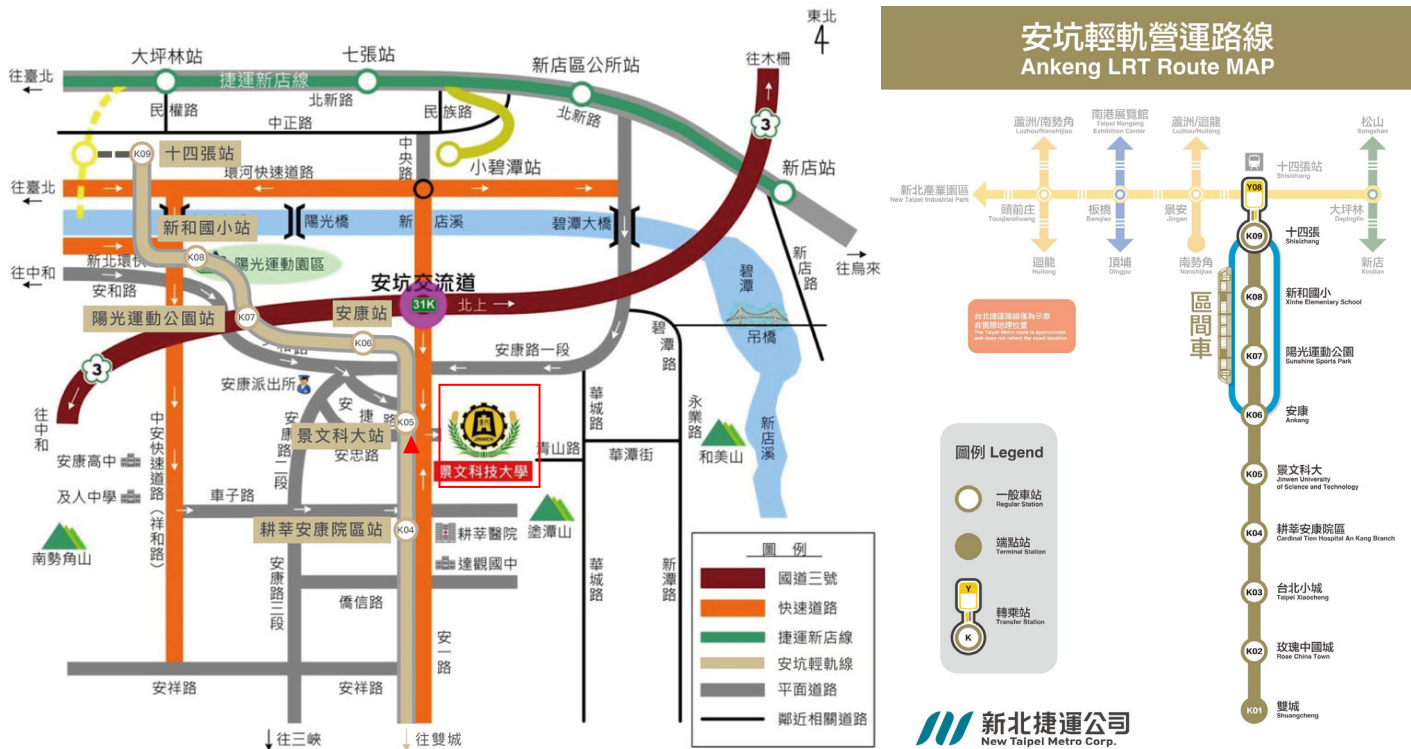 東北
4
大坪林站
七張站
新店區公所站
往木柵
往臺北
捷運新店線
北新路
民權路
民族路
北新路
中正路
3
K09
十四張站
中央路
小碧潭站
新店站
往臺北
環河快速道路
新和國小站
陽光橋
新店溪
碧潭大橋
新店路
往烏來
K08
陽光運動園區
往中和
新北環快
安和路
安坑交流道
31K
北上
碧潭
陽光運動公園站
K07
安康站
K06
吊橋
碧潭路
安康路一段
3
安康派出所
往中和
安捷路
華城路
永業路
新店溪
K05
景文科大站
JINWEN
景文科技大學
安忠路
安康路二段
青山路
華潭街
和美山
中安快速道路(祥和路)
安康高中
及人中學
車子路
耕莘安康院區站
K04
耕莘醫院
塗潭山
南勢角山
達觀國中
華城路
新潭路
安康路三段
僑信路
安一路
安祥路
安祥路
往三峽
往雙城
圖 例
國道三號
快速道路
捷運新店線
安坑輕軌線
平面道路
鄰近相關道路
安坑輕軌營運路線
Ankeng LRT Route MAP
蘆洲/南勢角
Luzhou/Nanshijiao
南港展覽館
Taipei Nangang
Exhibition Center
蘆洲/迴龍
Luzhou/Huilong
松山
Songshan
十四張站
Shisizhang
新北產業園區
New Taipei Industrial Park
Y08
頭前庄
Touqianzhuang
板橋
Banqiao
景安
Jingan
大坪林
Dapinglin
K09
十四張
Shisizhang
迴龍
Huilong
頂埔
Dingpu
南勢角
Nanshijiao
新店
Xindian
區間車
K08
新和國小
Xinhe Elementary School
台北捷運路線僅為示意
非實際地理位置
The Taipei Metro route is approximate
and does not reflect the exact location.
K07
陽光運動公園
Sunshine Sports Park
K06
安康
Ankang
圖例 Legend
一般車站
Regular Station
端點站
Terminal Station
Y
K
轉乘站
Transfer Station
K05
景文科大
Jinwen University
of Science and Technology
K04
耕莘安康院區
Cardinal Tien Hospital An Kang Branch
K03
台北小城
Taipei Xiaocheng
K02
玫瑰中國城
Rose China Town
K01
雙城
Shuangcheng
新北捷運公司
New Taipei Metro Corp.